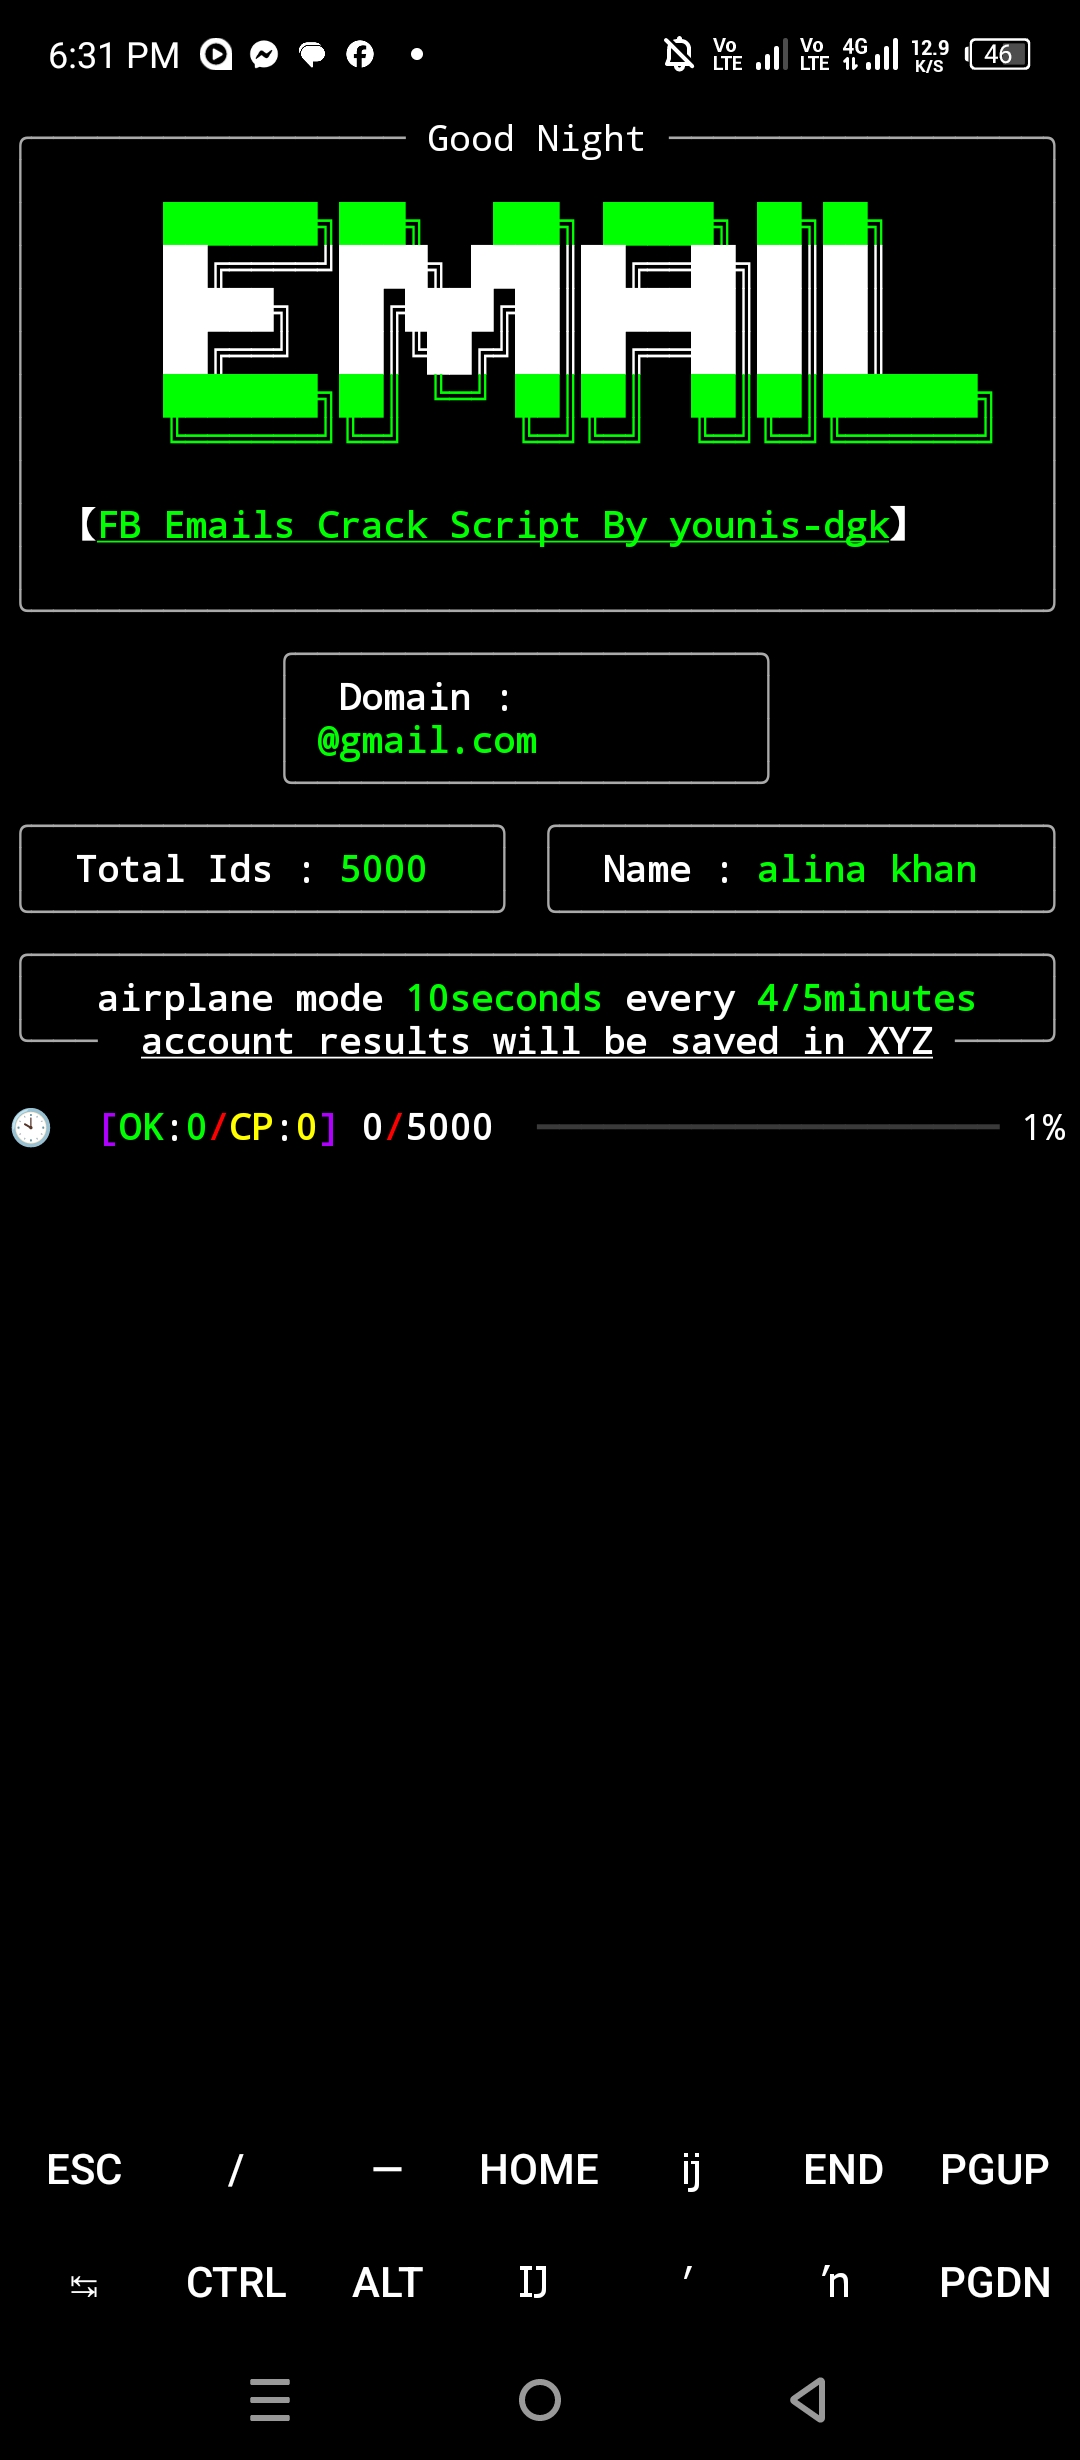 6:31 PM
Vo LTE Vo LTE 4G 12.9 K/S 46
Good Night
EMAIL
【FB Emails Crack Script By younis-dgk】
Domain :
@gmail.com
Total Ids : 5000
Name : alina khan
airplane mode 10seconds every 4/5minutes
account results will be saved in XYZ
[OK:0/CP:0] 0/5000 1%
ESC / — HOME ĳ END PGUP
↹ CTRL ALT Ĳ ′ ŉ PGDN